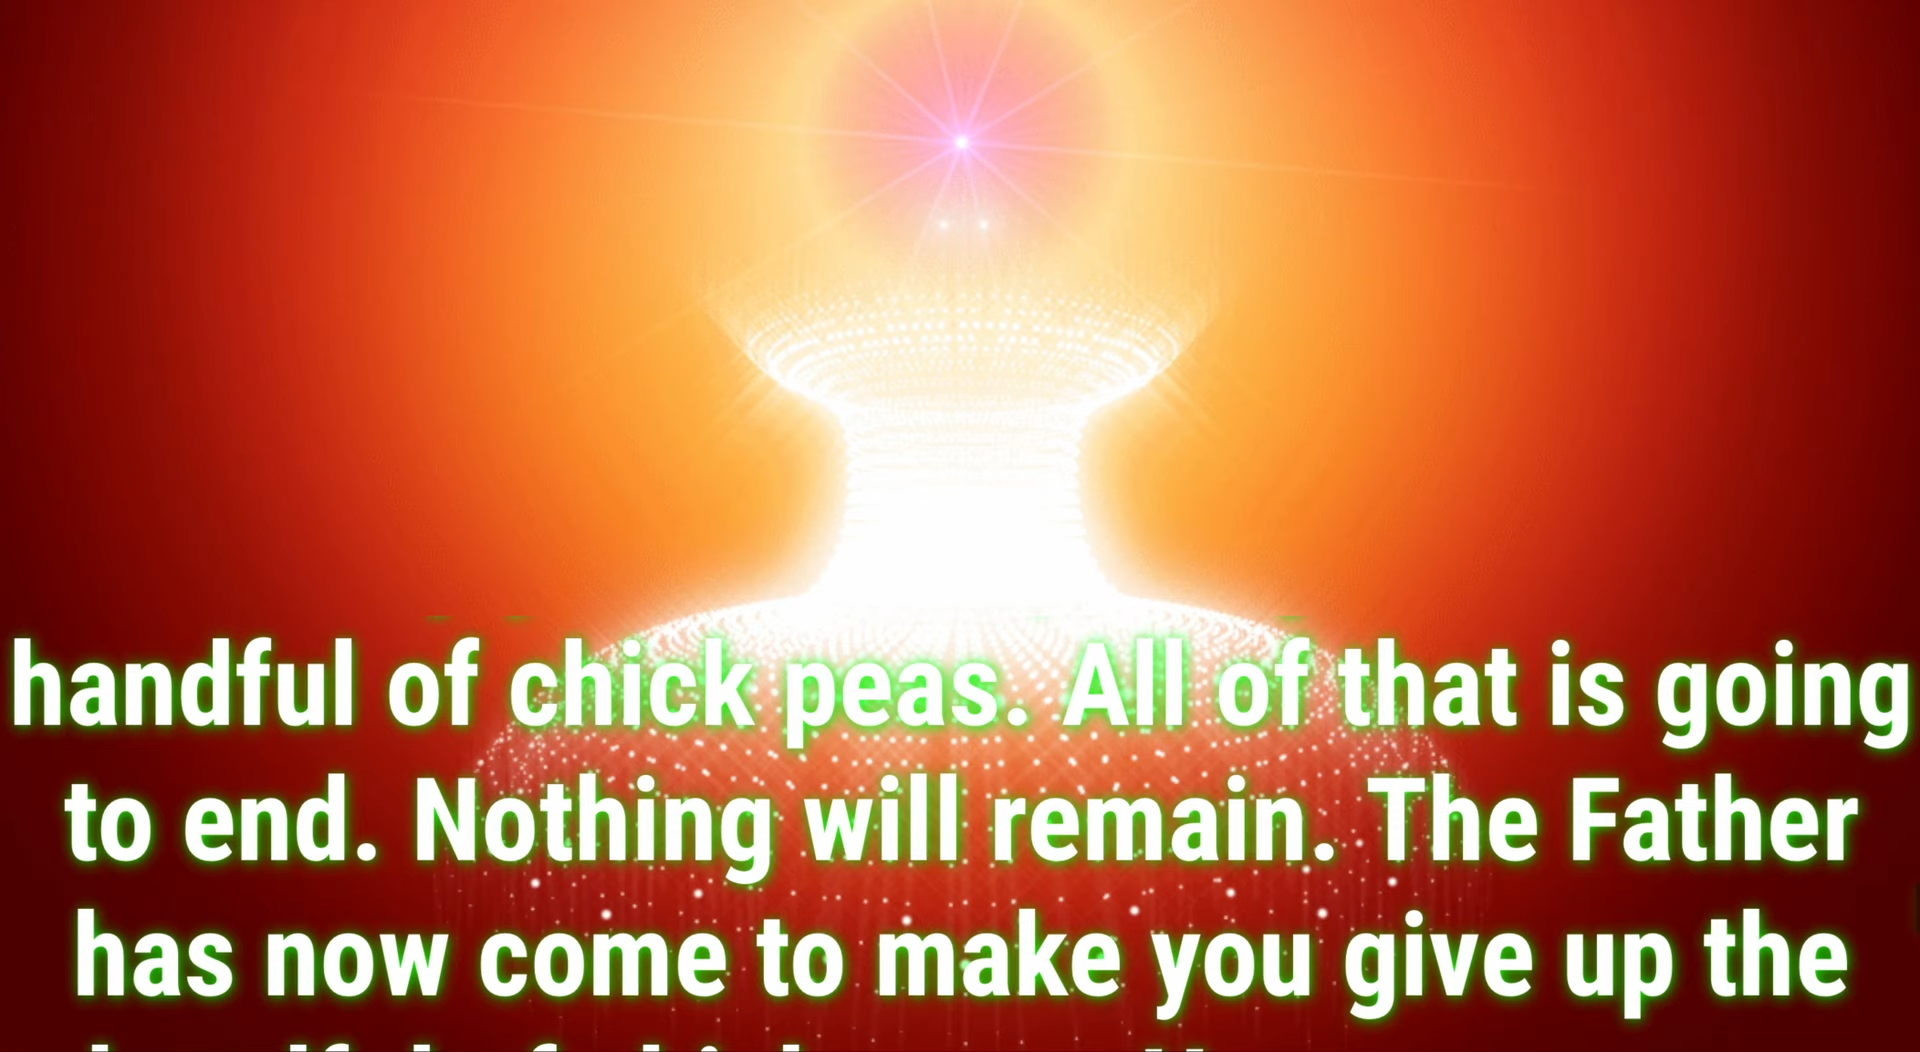 handful of chick peas. All of that is going
to end. Nothing will remain. The Father
has now come to make you give up the